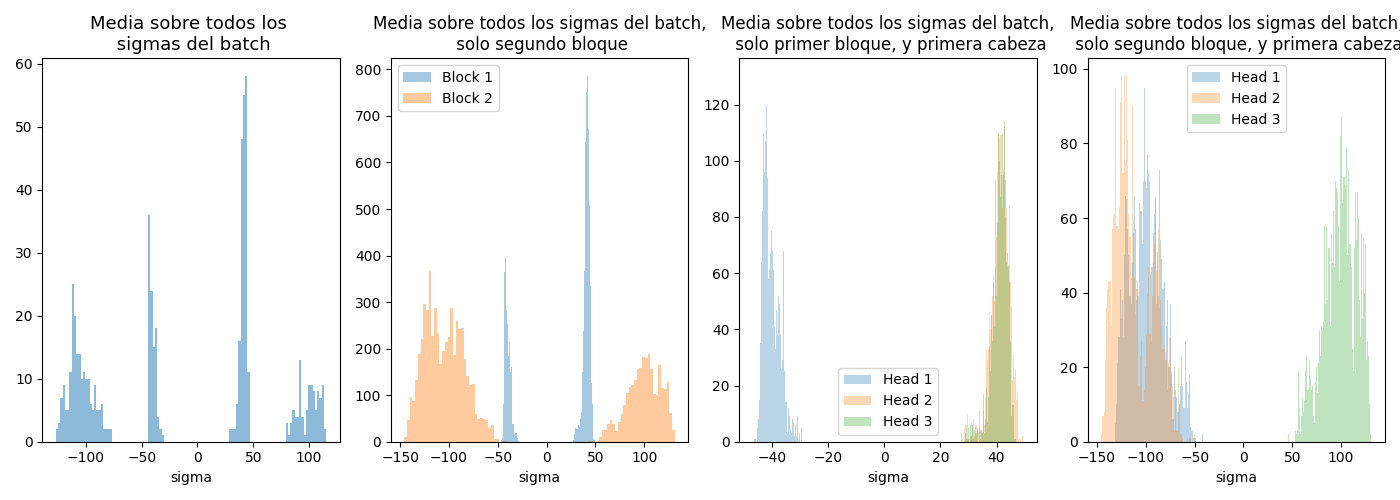 Media sobre todos los
sigmas del batch
60
50
40
30
20
10
0
−100
−50
0
50
100
sigma
Media sobre todos los sigmas del batch,
solo segundo bloque
Block 1
Block 2
800
700
600
500
400
300
200
100
0
−150
−100
−50
0
50
100
sigma
Media sobre todos los sigmas del batch,
solo primer bloque, y primera cabeza
120
100
80
60
40
20
0
Head 1
Head 2
Head 3
−40
−20
0
20
40
sigma
Media sobre todos los sigmas del batch,
solo segundo bloque, y primera cabeza
Head 1
Head 2
Head 3
100
80
60
40
20
0
−150
−100
−50
0
50
100
sigma